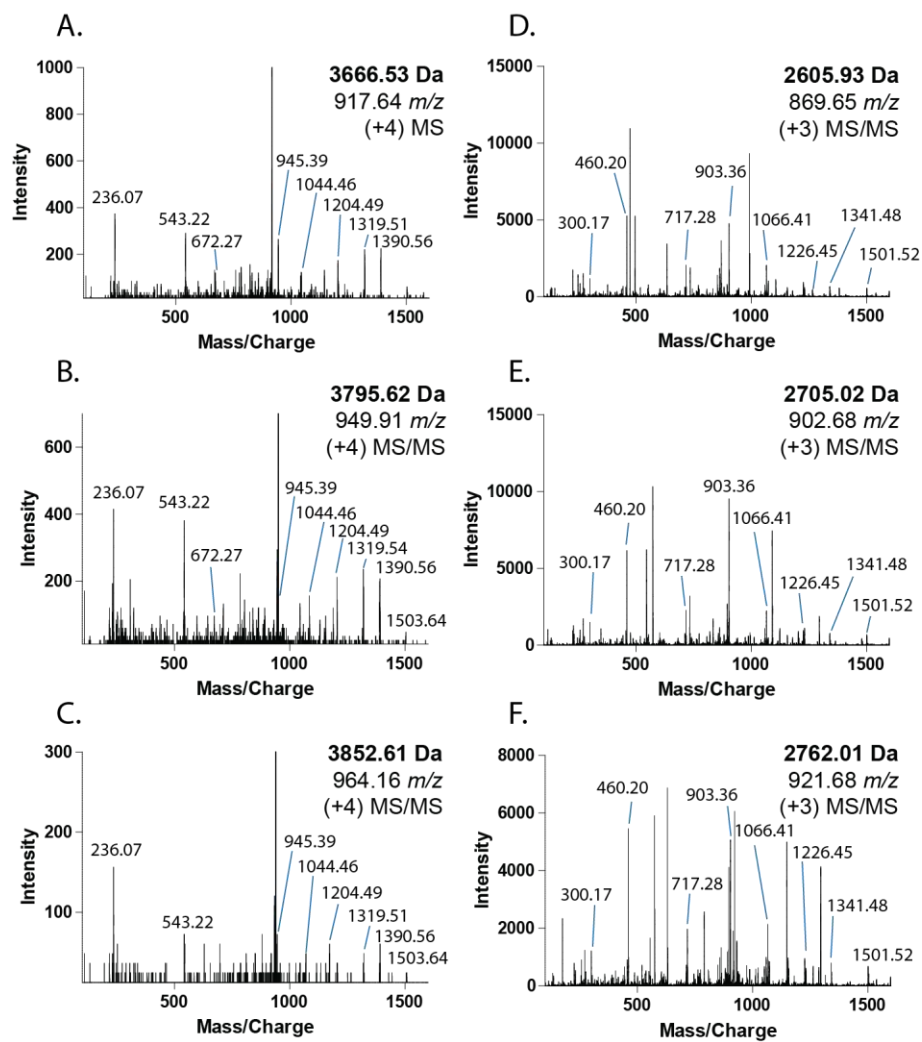 A.
3666.53 Da
917.64 m/z
(+4) MS
1000
800
600
400
200
Intensity
236.07
543.22
672.27
945.39
1044.46
1204.49
1319.51
1390.56
500
1000
1500
Mass/Charge
D.
2605.93 Da
869.65 m/z
(+3) MS/MS
15000
10000
5000
0
Intensity
300.17
460.20
717.28
903.36
1066.41
1226.45
1341.48
1501.52
500
1000
1500
Mass/Charge
B.
3795.62 Da
949.91 m/z
(+4) MS/MS
600
400
200
Intensity
236.07
543.22
672.27
945.39
1044.46
1204.49
1319.54
1390.56
1503.64
500
1000
1500
Mass/Charge
E.
2705.02 Da
902.68 m/z
(+3) MS/MS
15000
10000
5000
0
Intensity
300.17
460.20
717.28
903.36
1066.41
1226.45
1341.48
1501.52
500
1000
1500
Mass/Charge
C.
3852.61 Da
964.16 m/z
(+4) MS/MS
300
200
100
Intensity
236.07
543.22
945.39
1044.46
1204.49
1319.51
1390.56
1503.64
500
1000
1500
Mass/Charge
F.
2762.01 Da
921.68 m/z
(+3) MS/MS
8000
6000
4000
2000
0
Intensity
300.17
460.20
717.28
903.36
1066.41
1226.45
1341.48
1501.52
500
1000
1500
Mass/Charge